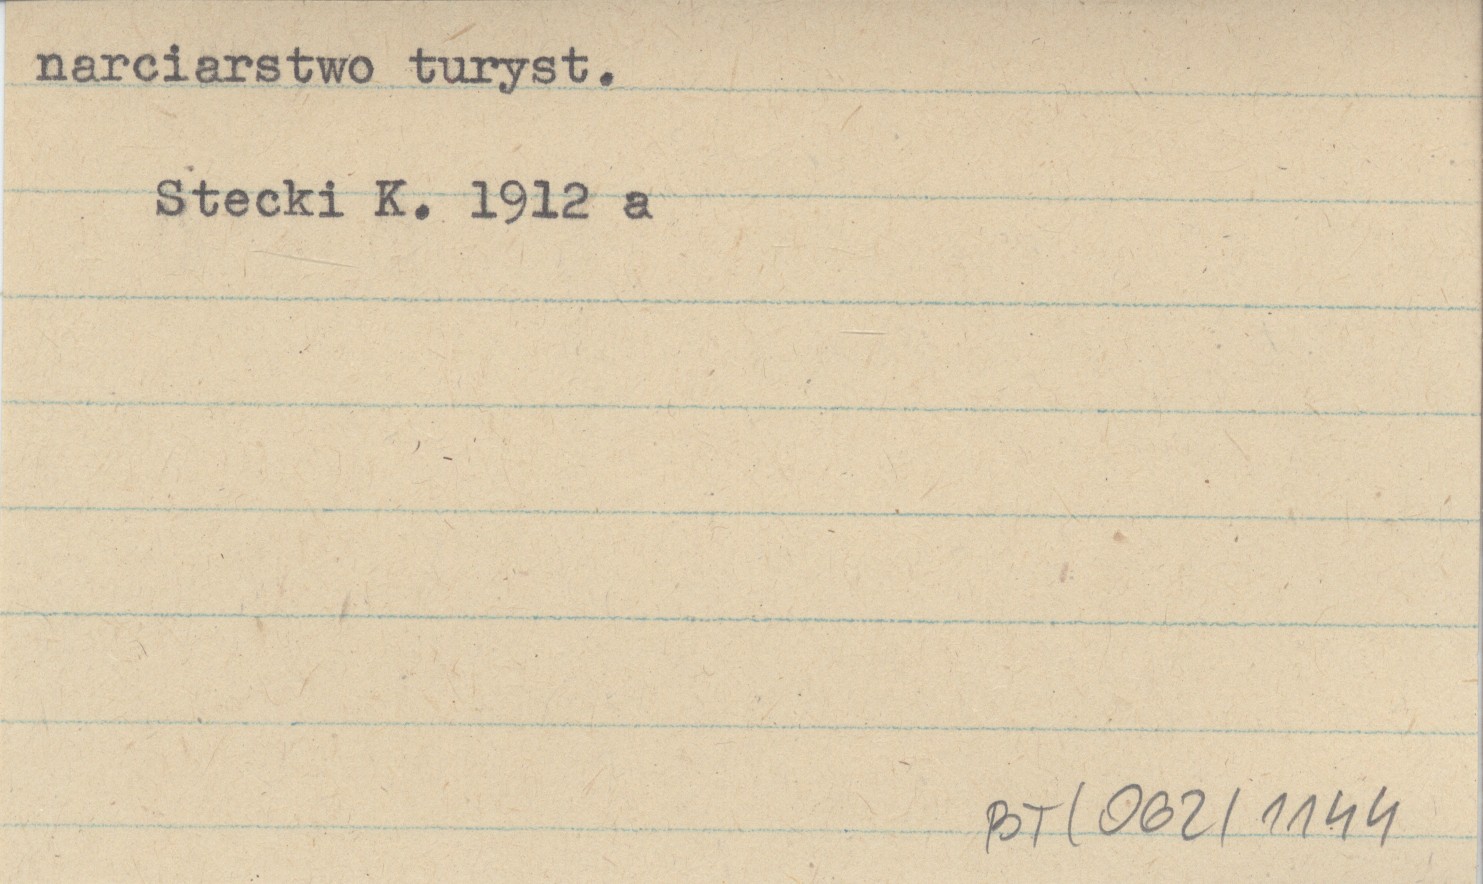 narciarstwo turyst.
Stecki K. 1912 a
BT/062/1144